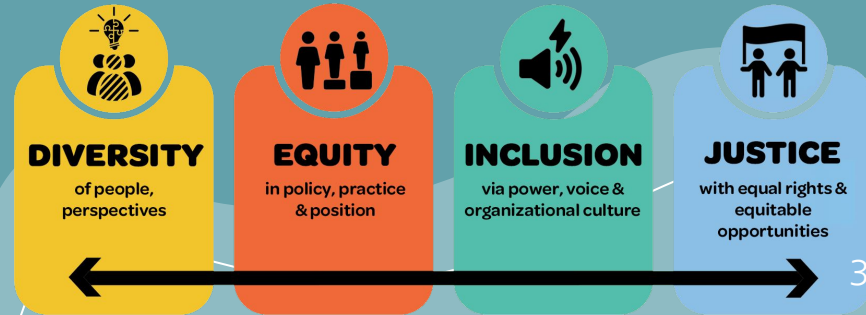 DIVERSITY
of people,
perspectives
EQUITY
in policy, practice
& position
INCLUSION
via power, voice &
organizational culture
JUSTICE
with equal rights &
equitable
opportunities
3